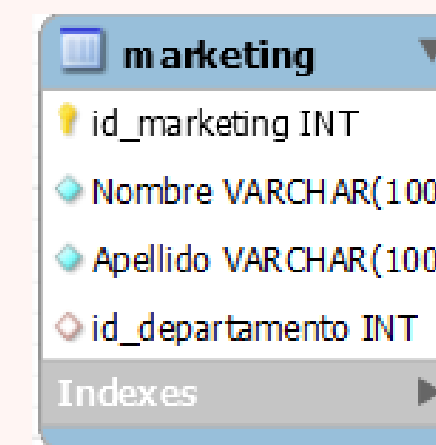 marketing
id_marketing INT
Nombre VARCHAR(100
Apellido VARCHAR(100
id_departamento INT
Indexes